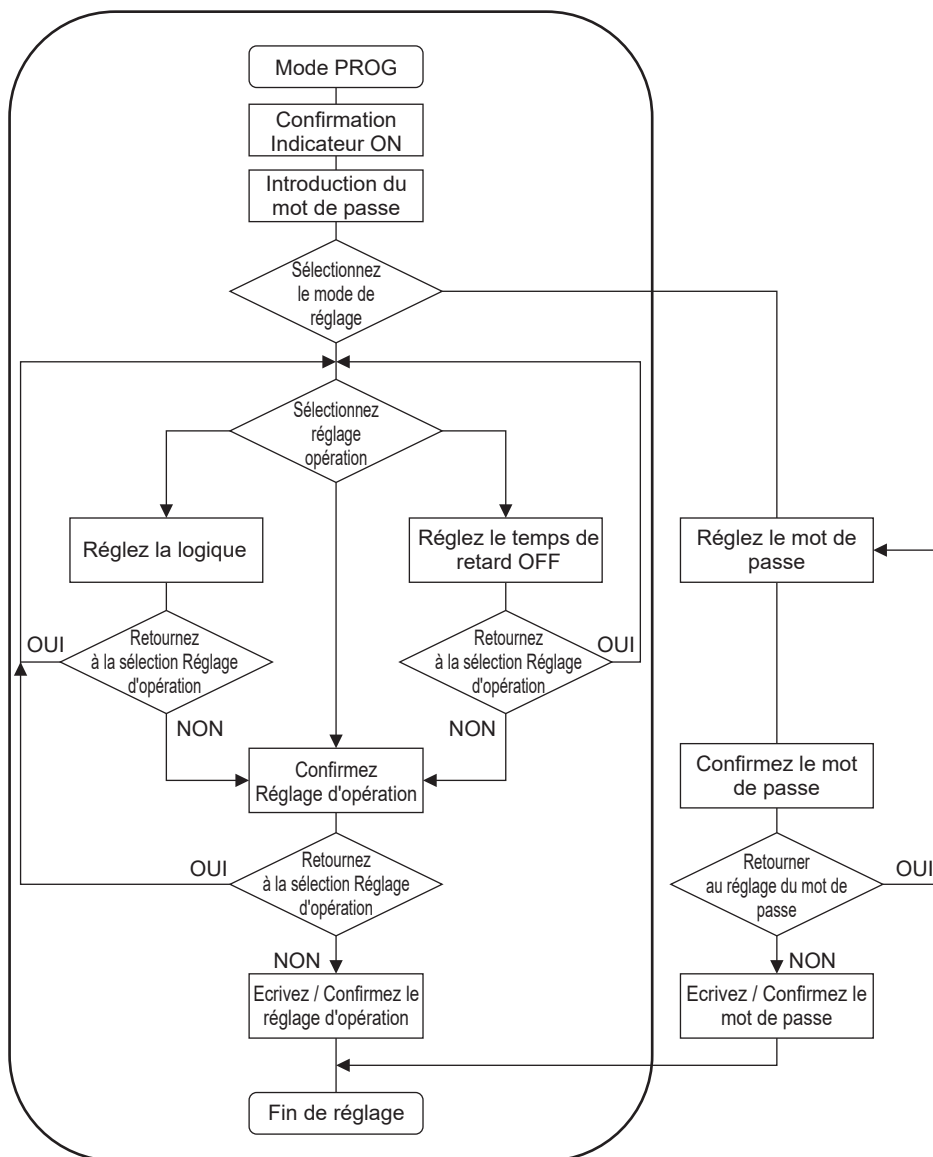 Mode PROG
Confirmation
Indicateur ON
Introduction du
mot de passe
Sélectionnez
le mode de
réglage
Sélectionnez
réglage
opération
Réglez la logique
Réglez le temps de
retard OFF
Réglez le mot de
passe
OUI
Retournez
à la sélection Réglage
d'opération
NON
Retournez
à la sélection Réglage
d'opération
OUI
NON
Confirmez
Réglage d'opération
Confirmez le mot
de passe
OUI
Retournez
à la sélection Réglage
d'opération
NON
Retourner
au réglage du mot de
passe
OUI
NON
Ecrivez / Confirmez le
réglage d'opération
Ecrivez / Confirmez le
mot de passe
Fin de réglage